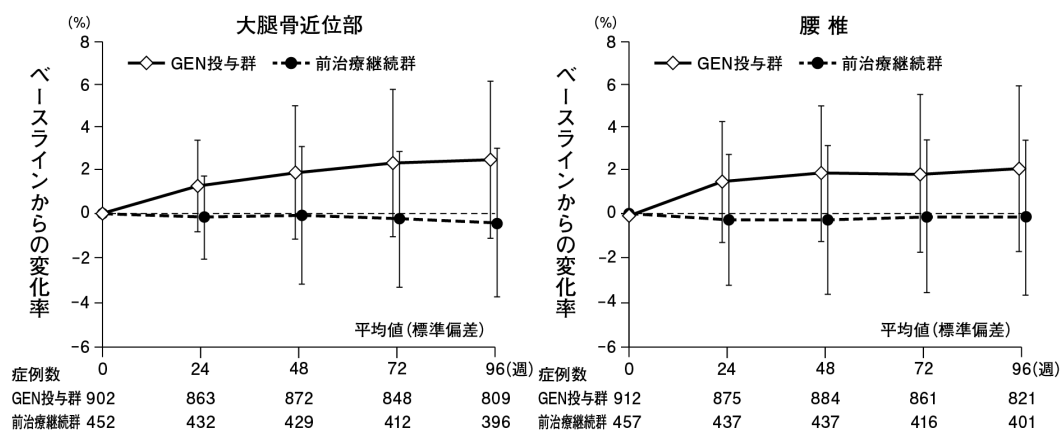 大腿骨近位部
(%)
GEN投与群 前治療継続群
ベースラインからの変化率
8
6
4
2
0
-2
-4
-6
平均値(標準偏差)
0 24 48 72 96(週)
症例数
GEN投与群 902 863 872 848 809
前治療継続群 452 432 429 412 396
腰椎
(%)
GEN投与群 前治療継続群
ベースラインからの変化率
8
6
4
2
0
-2
-4
-6
平均値(標準偏差)
0 24 48 72 96(週)
症例数
GEN投与群 912 875 884 861 821
前治療継続群 457 437 437 416 401